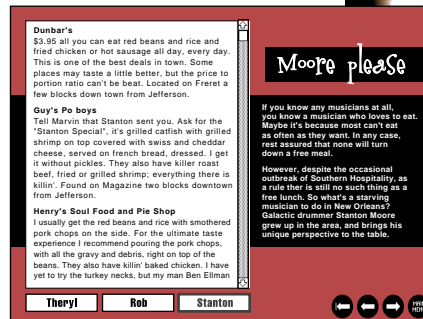 Dunbar's
$3.95 all you can eat red beans and rice and
fried chicken or hot sausage all day, every day.
This is one of the best deals in town. Some
places may taste a little better, but the price to
portion ratio can't be beat. Located on Freret a
few blocks down town from Jefferson.
Guy's Po boys
Tell Marvin that Stanton sent you. Ask for the
"Stanton Special", it's grilled catfish with grilled
shrimp on top covered with swiss and cheddar
cheese, served on french bread, dressed. I get
it without pickles. They also have killer roast
beef, fried or grilled shrimp; everything there is
killin'. Found on Magazine two blocks downtown
from Jefferson.
Henry's Soul Food and Pie Shop
I usually get the red beans and rice with smothered
pork chops on the side. For the ultimate taste
experience I recommend pouring the pork chops,
with all the gravy and debris, right on top of the
beans. They also have killin' baked chicken. I have
yet to try the turkey necks, but my man Ben Ellman
Theryl
Rob
Stanton
Moore please
If you know any musicians at all,
you know a musician who loves to eat.
Maybe it's because most can't eat
as often as they want. In any case,
rest assured that none will turn
down a free meal.
However, despite the occasional
outbreak of Southern Hospitality, as
a rule ther is still no such thing as a
free lunch. So what's a starving
musician to do in New Orleans?
Galactic drummer Stanton Moore
grew up in the area, and brings his
unique perspective to the table.
MAIN
MENU